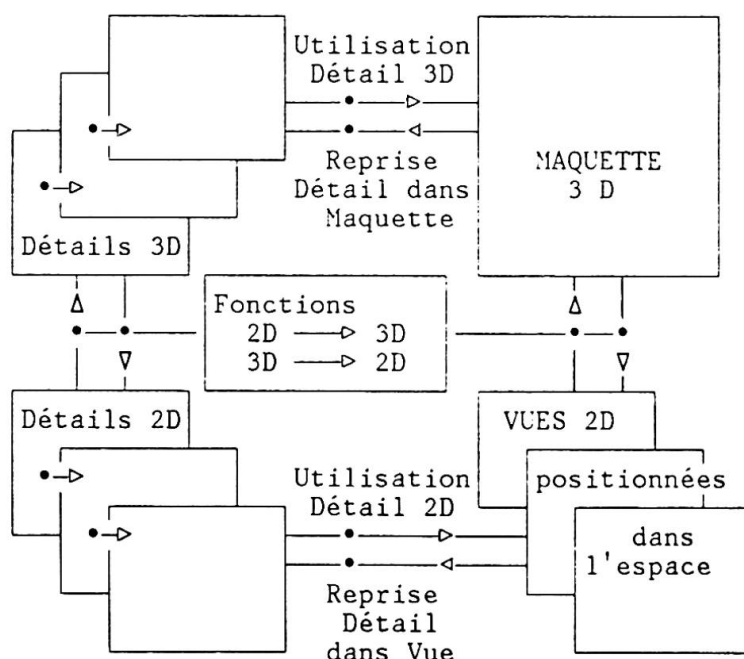 Utilisation
Détail 3D
Reprise
Détail dans
Maquette
MAQUETTE
3 D
Détails 3D
Fonctions
2D 3D
3D 2D
Détails 2D
VUES 2D
positionnées
dans
l'espace
Utilisation
Détail 2D
Reprise
Détail
dans Vue